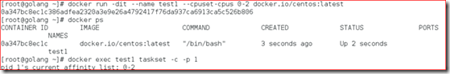 [root@golang ~]# docker run -dit --name test1 --cpuset-cpus 0-2 docker.io/centos:latest
0a347bc8ec1c386adfea2320a3e9e26a4792417f76da937ca6913ca5c526b806
[root@golang ~]# docker ps
CONTAINER ID IMAGE COMMAND CREATED STATUS PORTS
NAMES
0a347bc8ec1c docker.io/centos:latest "/bin/bash" 3 seconds ago Up 2 seconds
test1
[root@golang ~]# docker exec test1 taskset -c -p 1
pid 1's current affinity list: 0-2